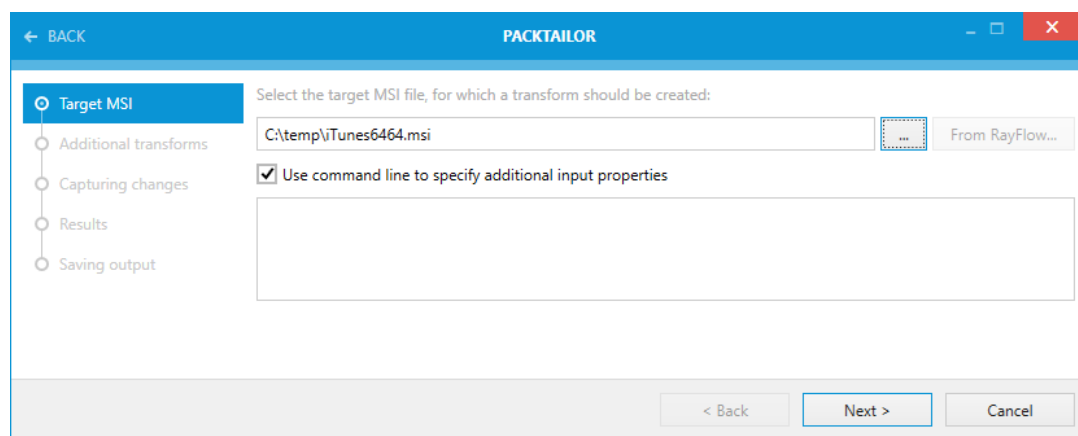 ← BACK
PACKTAILOR
Target MSI
Additional transforms
Capturing changes
Results
Saving output
Select the target MSI file, for which a transform should be created:
C:\temp\iTunes6464.msi
...
From RayFlow...
Use command line to specify additional input properties
< Back
Next >
Cancel